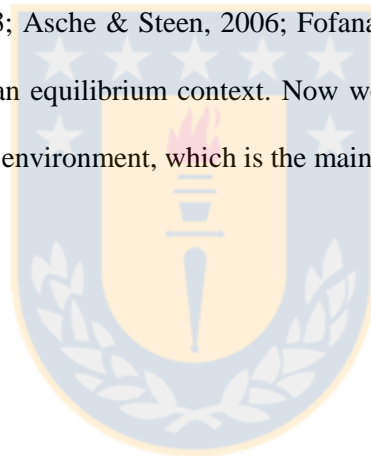 3; Asche & Steen, 2006; Fofana
an equilibrium context. Now we
environment, which is the main